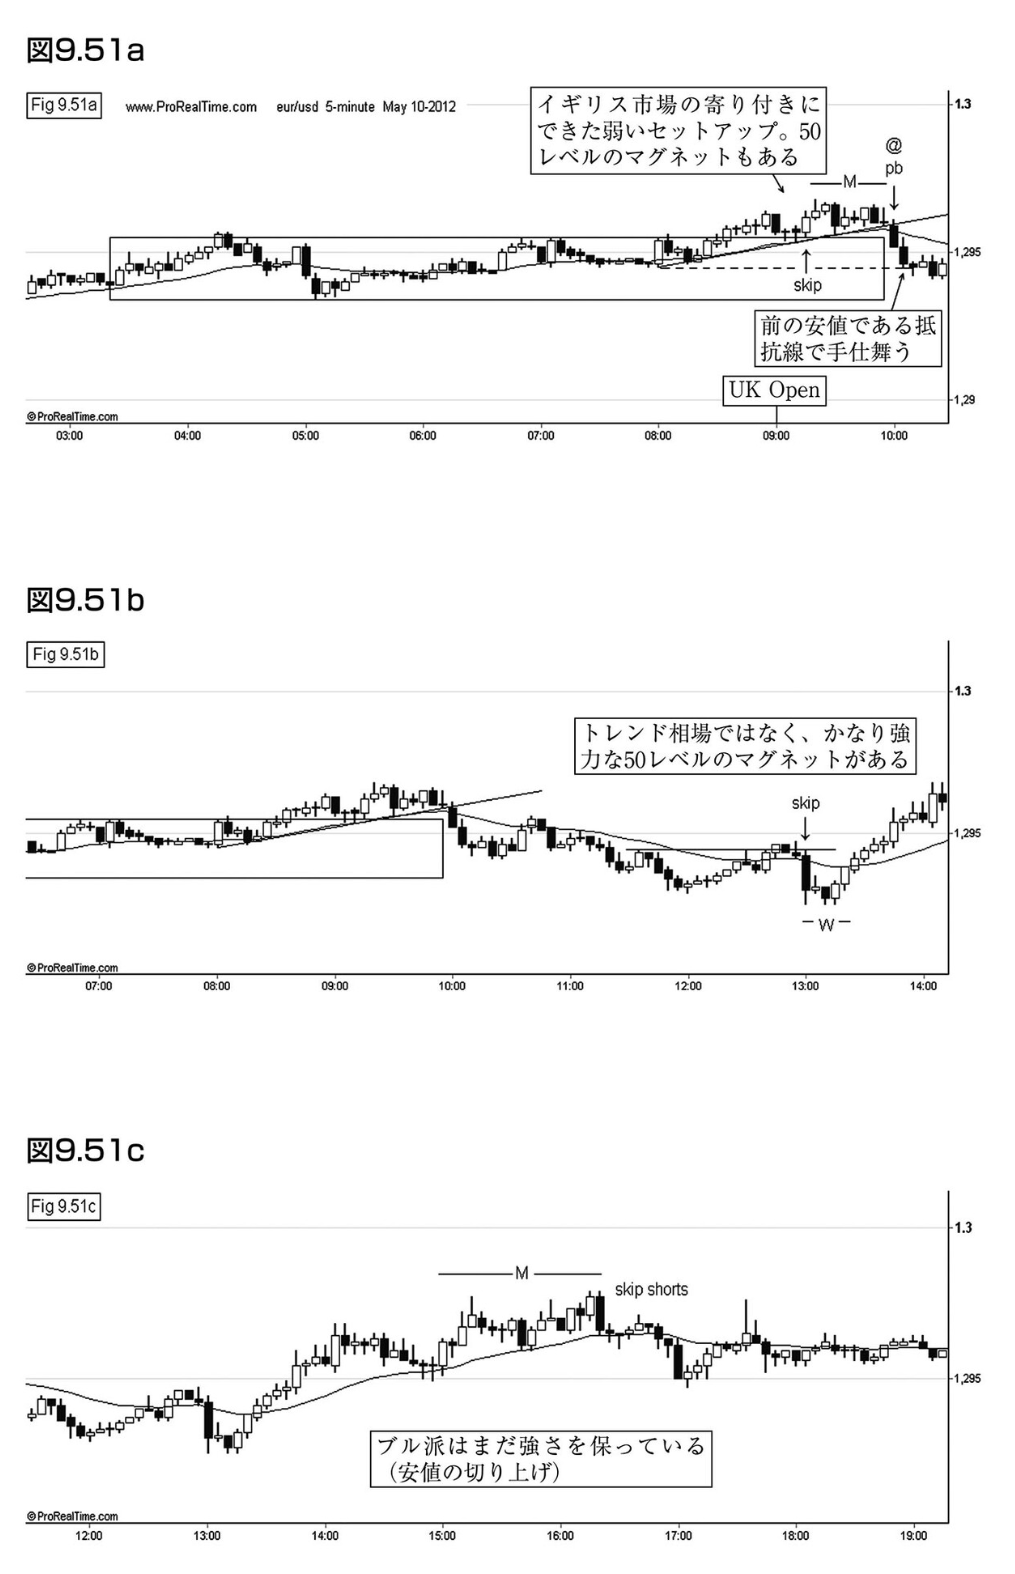 図9.51a
Fig 9.51a
www.ProRealTime.com eur/usd 5-minute May 10-2012
イギリス市場の寄り付きに
できた弱いセットアップ。50
レベルのマグネットもある
1.3
@
pb
M
1,295
skip
前の安値である抵
抗線で手仕舞う
UK Open
1,29
©ProRealTime.com
03:00 04:00 05:00 06:00 07:00 08:00 09:00 10:00
図9.51b
Fig 9.51b
1.3
トレンド相場ではなく、かなり強
力な50レベルのマグネットがある
skip
1,295
W
©ProRealTime.com
07:00 08:00 09:00 10:00 11:00 12:00 13:00 14:00
図9.51c
Fig 9.51c
1.3
M
skip shorts
1,295
ブル派はまだ強さを保っている
（安値の切り上げ）
©ProRealTime.com
12:00 13:00 14:00 15:00 16:00 17:00 18:00 19:00